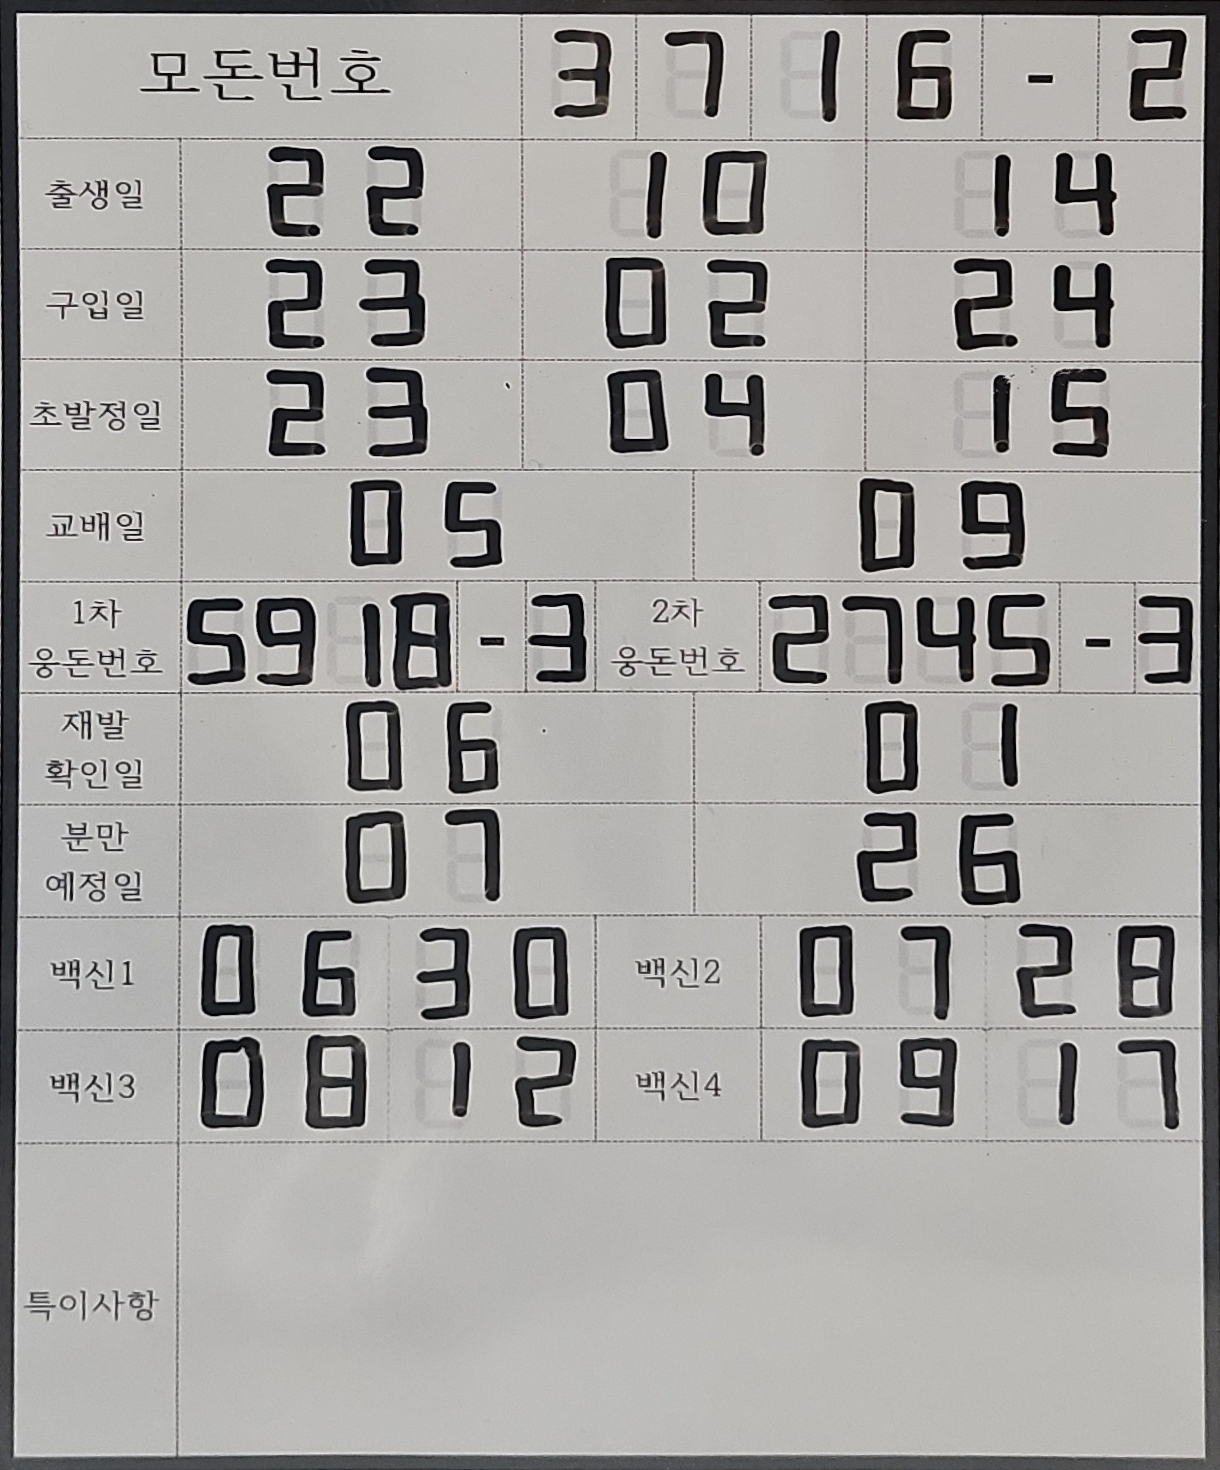 모돈번호 3716-2
출생일 22 10 14
구입일 23 02 24
초발정일 23 04 15
교배일 05 09
1차 웅돈번호 5918-3 2차 웅돈번호 2745-3
재발 확인일 06 01
분만 예정일 07 26
백신1 06 30 백신2 07 28
백신3 08 12 백신4 09 17
특이사항